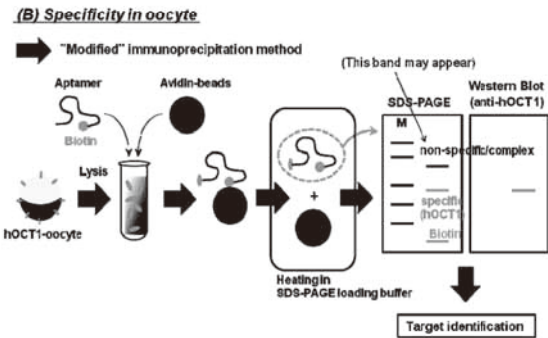 (B) Specificity in oocyte
"Modified" immunoprecipitation method
(This band may appear)
Aptamer
Avidin-beads
Biotin
SDS-PAGE
Western Blot
(anti-hOCT1)
M
non-specific/complex
Lysis
specific
(hOCT1)
Biotin
+
hOCT1-oocyte
Heating in
SDS-PAGE loading buffer
Target identification